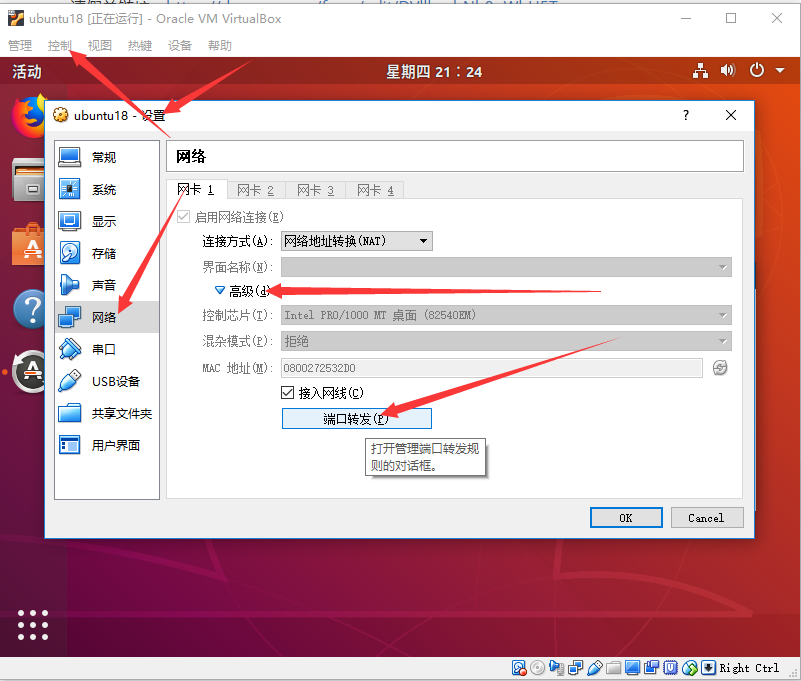 ubuntu18 [正在运行] - Oracle VM VirtualBox
管理 控制 视图 热键 设备 帮助
活动 星期四 21：24
ubuntu18 - 设置 ?
常规
系统
显示
存储
声音
网络
串口
USB设备
共享文件夹
用户界面
网络
网卡 1 网卡 2 网卡 3 网卡 4
启用网络连接(E)
连接方式(A): 网络地址转换(NAT)
界面名称(N):
高级(d)
控制芯片(T): Intel PRO/1000 MT 桌面 (82540EM)
混杂模式(P): 拒绝
MAC 地址(M): 0800272532D0
接入网线(C)
端口转发(P)
打开管理端口转发规
则的对话框。
OK Cancel
Right Ctrl